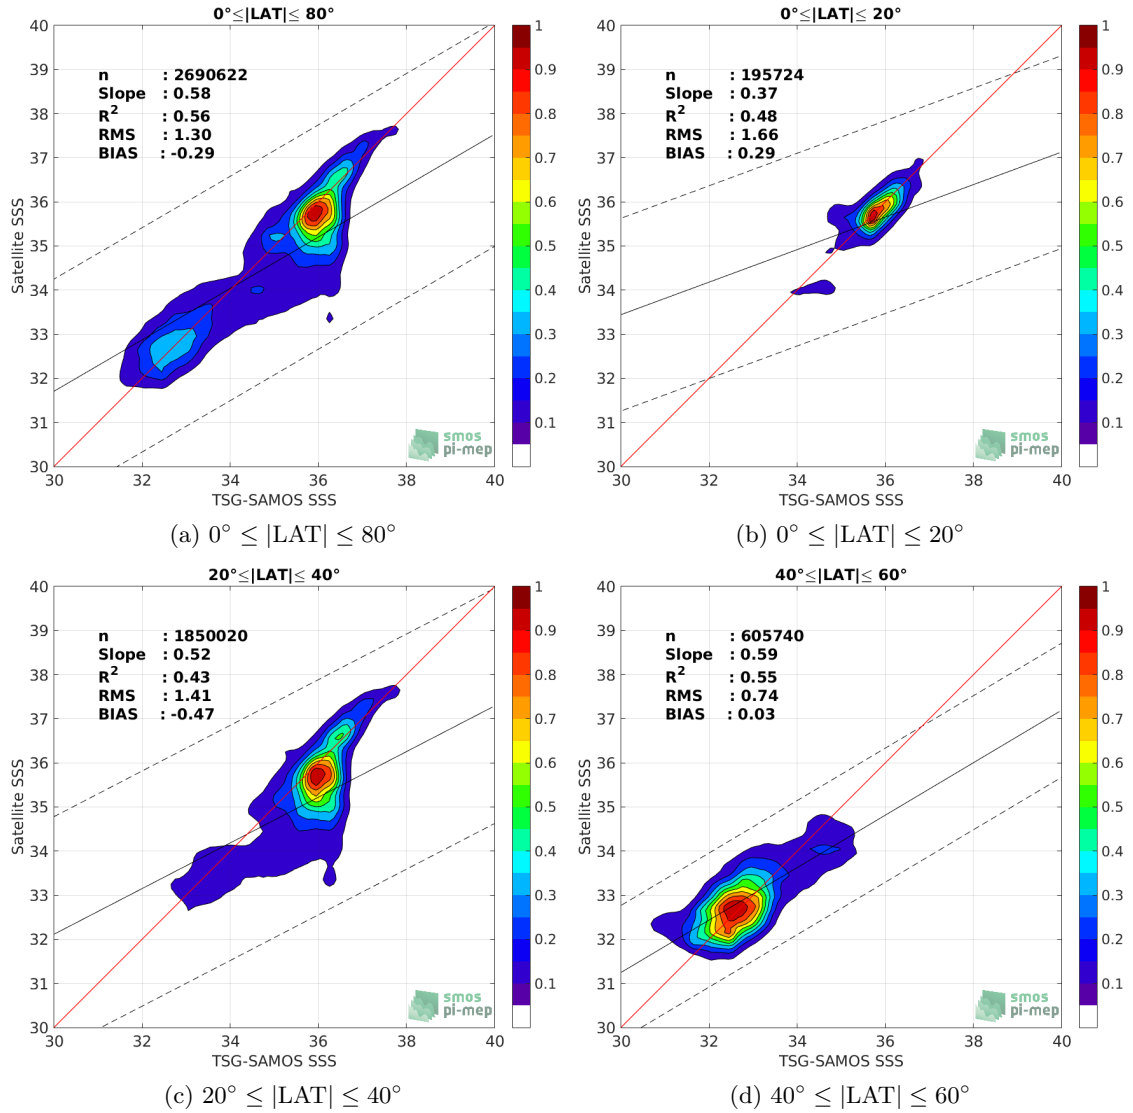 0°≤|LAT|≤ 80°
n : 2690622
Slope : 0.58
R² : 0.56
RMS : 1.30
BIAS : -0.29
40
39
38
37
36
35
34
33
32
31
30
30 32 34 36 38 40
Satellite SSS
TSG-SAMOS SSS
1
0.9
0.8
0.7
0.6
0.5
0.4
0.3
0.2
0.1
smos
pi-mep
(a) 0° ≤ |LAT| ≤ 80°
0°≤|LAT|≤ 20°
n : 195724
Slope : 0.37
R² : 0.48
RMS : 1.66
BIAS : 0.29
40
39
38
37
36
35
34
33
32
31
30
30 32 34 36 38 40
Satellite SSS
TSG-SAMOS SSS
1
0.9
0.8
0.7
0.6
0.5
0.4
0.3
0.2
0.1
smos
pi-mep
(b) 0° ≤ |LAT| ≤ 20°
20°≤|LAT|≤ 40°
n : 1850020
Slope : 0.52
R² : 0.43
RMS : 1.41
BIAS : -0.47
40
39
38
37
36
35
34
33
32
31
30
30 32 34 36 38 40
Satellite SSS
TSG-SAMOS SSS
1
0.9
0.8
0.7
0.6
0.5
0.4
0.3
0.2
0.1
smos
pi-mep
(c) 20° ≤ |LAT| ≤ 40°
40°≤|LAT|≤ 60°
n : 605740
Slope : 0.59
R² : 0.55
RMS : 0.74
BIAS : 0.03
40
39
38
37
36
35
34
33
32
31
30
30 32 34 36 38 40
Satellite SSS
TSG-SAMOS SSS
1
0.9
0.8
0.7
0.6
0.5
0.4
0.3
0.2
0.1
smos
pi-mep
(d) 40° ≤ |LAT| ≤ 60°